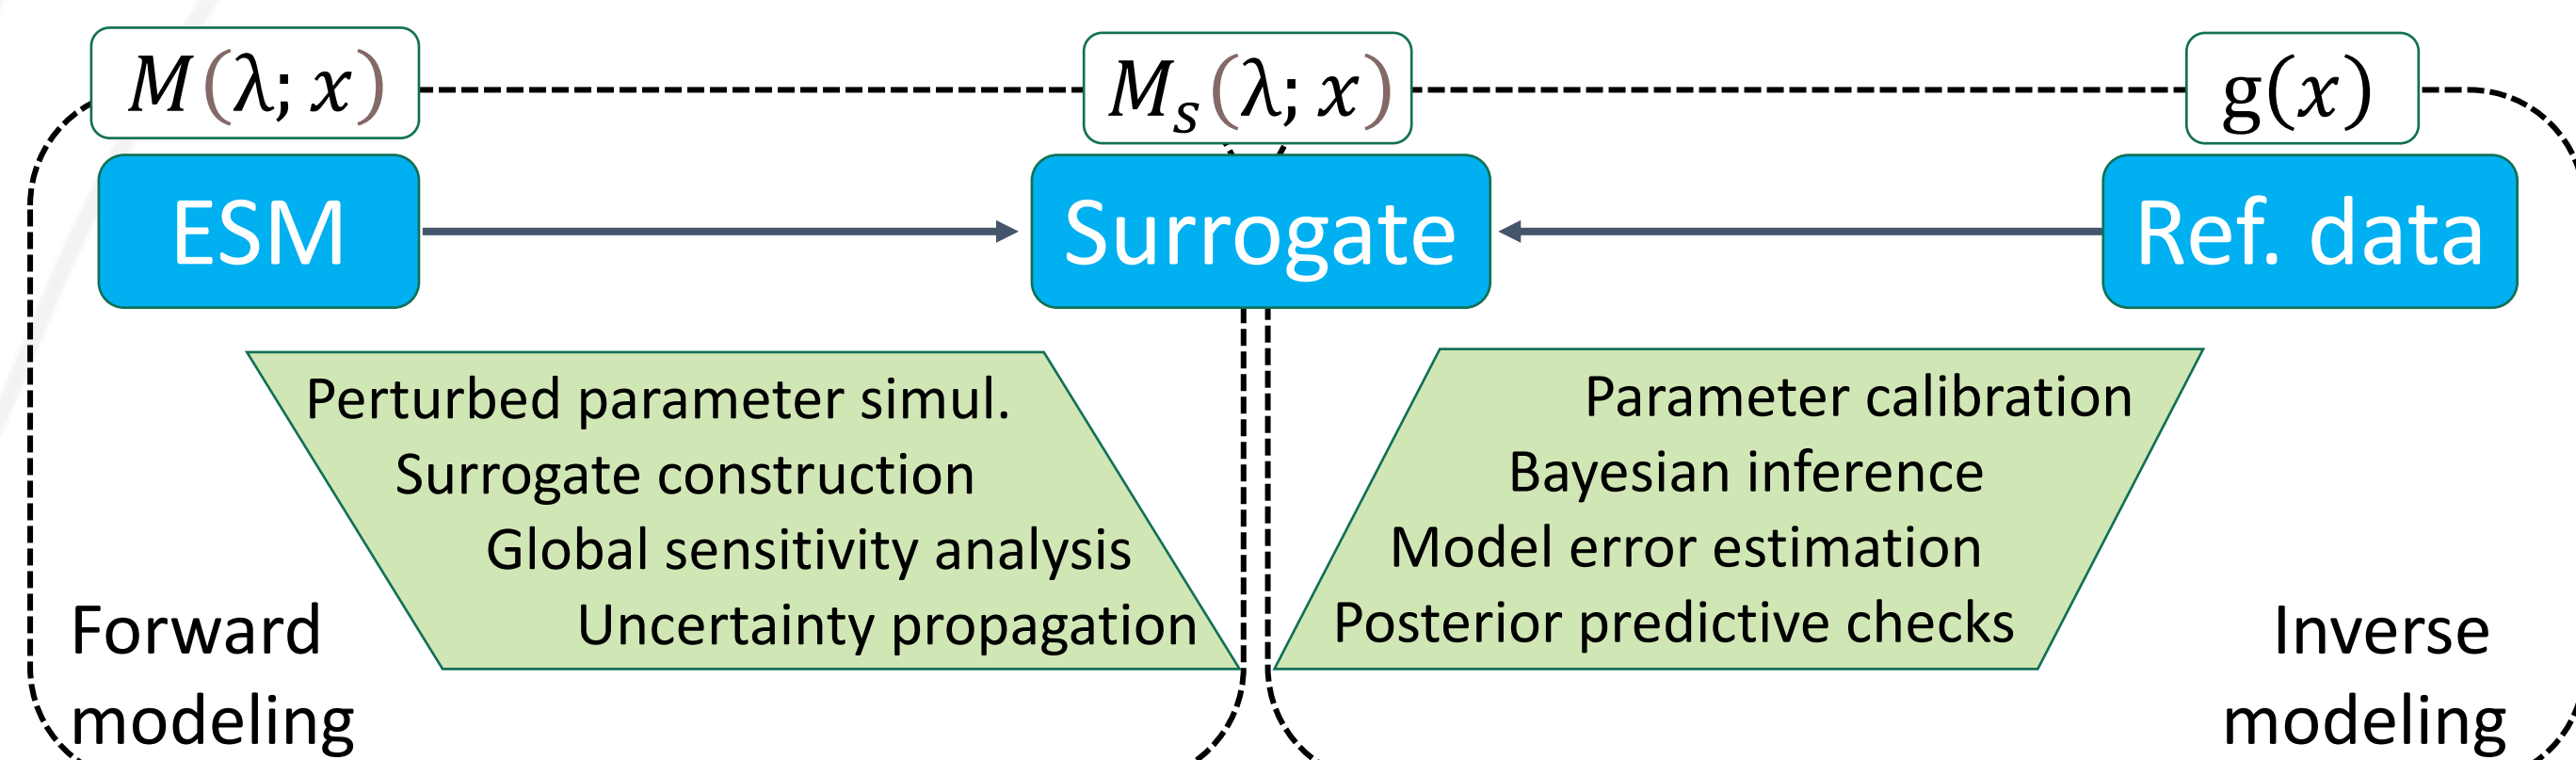 M(λ; x)
M_s(λ; x)
g(x)
ESM
Surrogate
Ref. data
Perturbed parameter simul.
Surrogate construction
Global sensitivity analysis
Uncertainty propagation
Parameter calibration
Bayesian inference
Model error estimation
Posterior predictive checks
Forward
modeling
Inverse
modeling